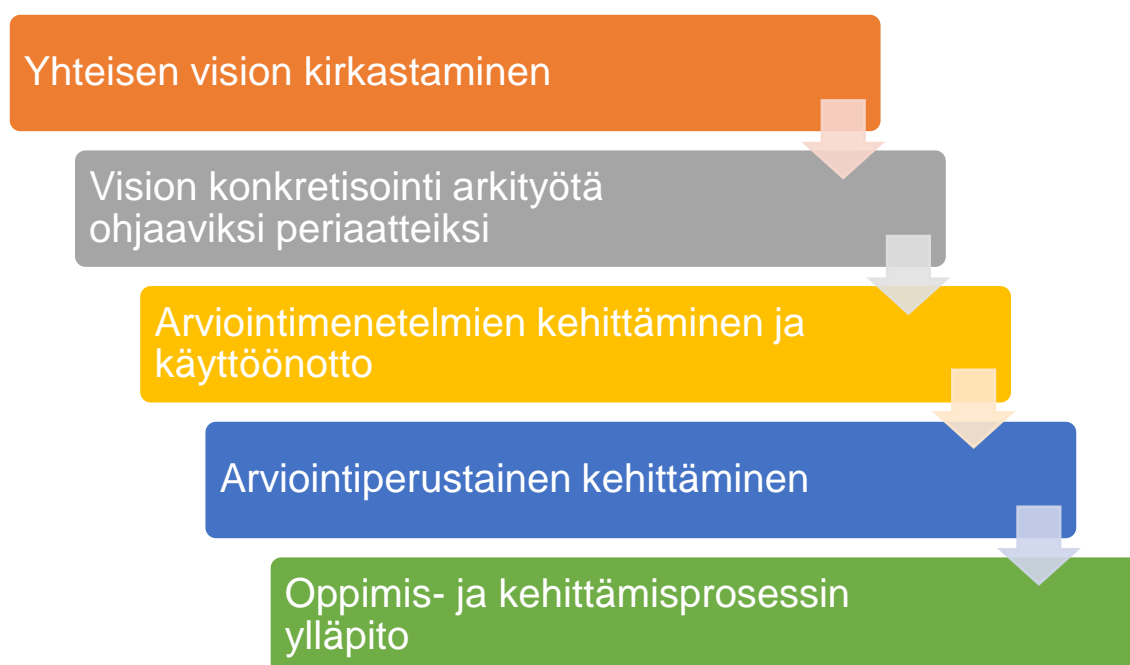 Yhteisen vision kirkastaminen
Vision konkretisointi arkityötä
ohjaaviksi periaatteiksi
Arviointimenetelmien kehittäminen ja
käyttöönotto
Arviointiperustainen kehittäminen
Oppimis- ja kehittämisprosessin
ylläpito